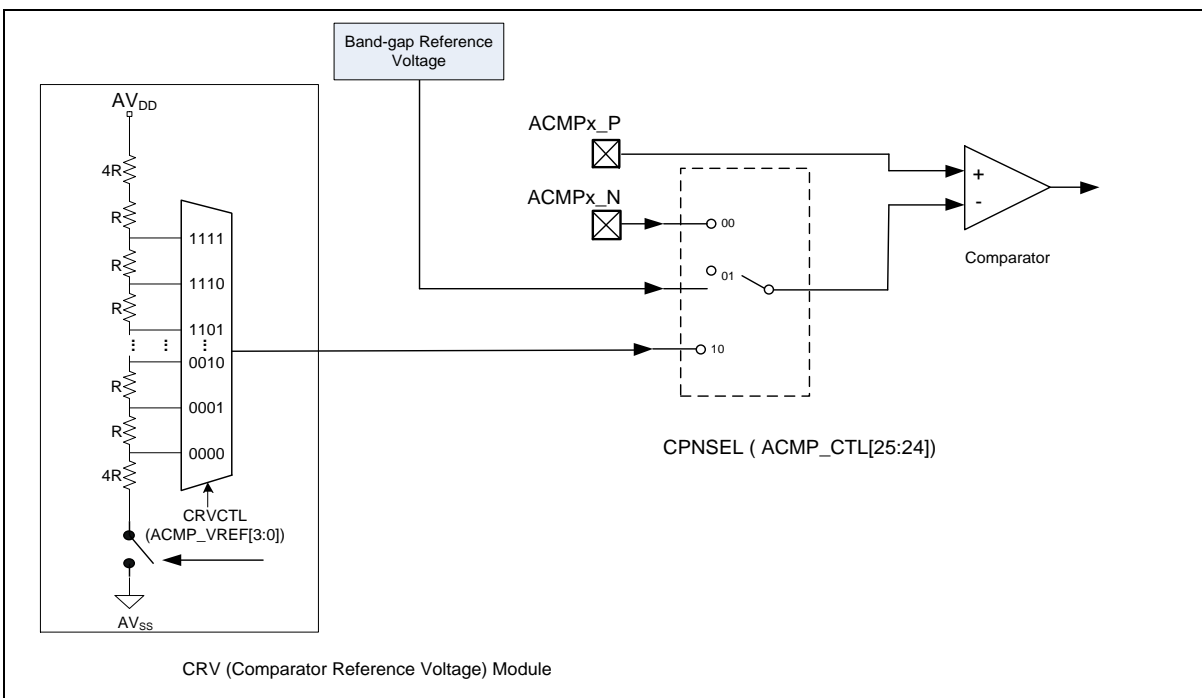 Band-gap Reference
Voltage
AVDD
4R
R
R
R
R
R
4R
1111
1110
1101
... ... ...
0010
0001
0000
CRVCTL
(ACMP_VREF[3:0])
AVSS
ACMPx_P
ACMPx_N
00
01
10
+
-
Comparator
CPNSEL ( ACMP_CTL[25:24])
CRV (Comparator Reference Voltage) Module